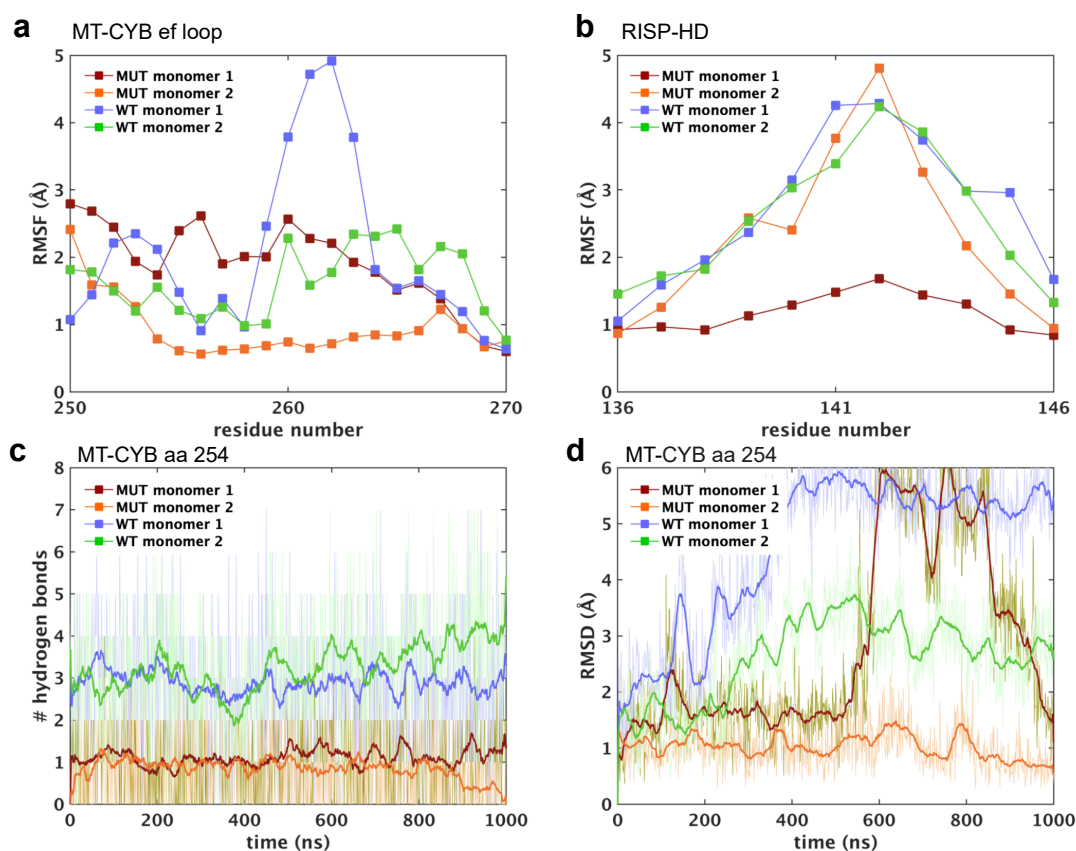 a MT-CYB ef loop
5
4
3
2
1
0
RMSF (Å)
MUT monomer 1
MUT monomer 2
WT monomer 1
WT monomer 2
250 260 270
residue number
b RISP-HD
5
4
3
2
1
0
RMSF (Å)
MUT monomer 1
MUT monomer 2
WT monomer 1
WT monomer 2
136 141 146
residue number
c MT-CYB aa 254
8
7
6
5
4
3
2
1
0
# hydrogen bonds
MUT monomer 1
MUT monomer 2
WT monomer 1
WT monomer 2
0 200 400 600 800 1000
time (ns)
d MT-CYB aa 254
6
5
4
3
2
1
0
RMSD (Å)
MUT monomer 1
MUT monomer 2
WT monomer 1
WT monomer 2
0 200 400 600 800 1000
time (ns)